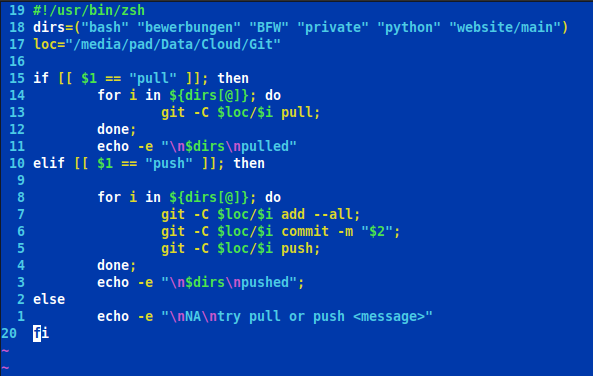 19 #!/usr/bin/zsh
18 dirs=("bash" "bewerbungen" "BFW" "private" "python" "website/main")
17 loc="/media/pad/Data/Cloud/Git"
16
15 if [[ $1 == "pull" ]]; then
14         for i in ${dirs[@]}; do
13                 git -C $loc/$i pull;
12         done;
11         echo -e "\n$dirs\npulled"
10 elif [[ $1 == "push" ]]; then
9
8         for i in ${dirs[@]}; do
7                 git -C $loc/$i add --all;
6                 git -C $loc/$i commit -m "$2";
5                 git -C $loc/$i push;
4         done;
3         echo -e "\n$dirs\npushed";
2 else
1         echo -e "\nNA\ntry pull or push <message>"
20 fi
~
~